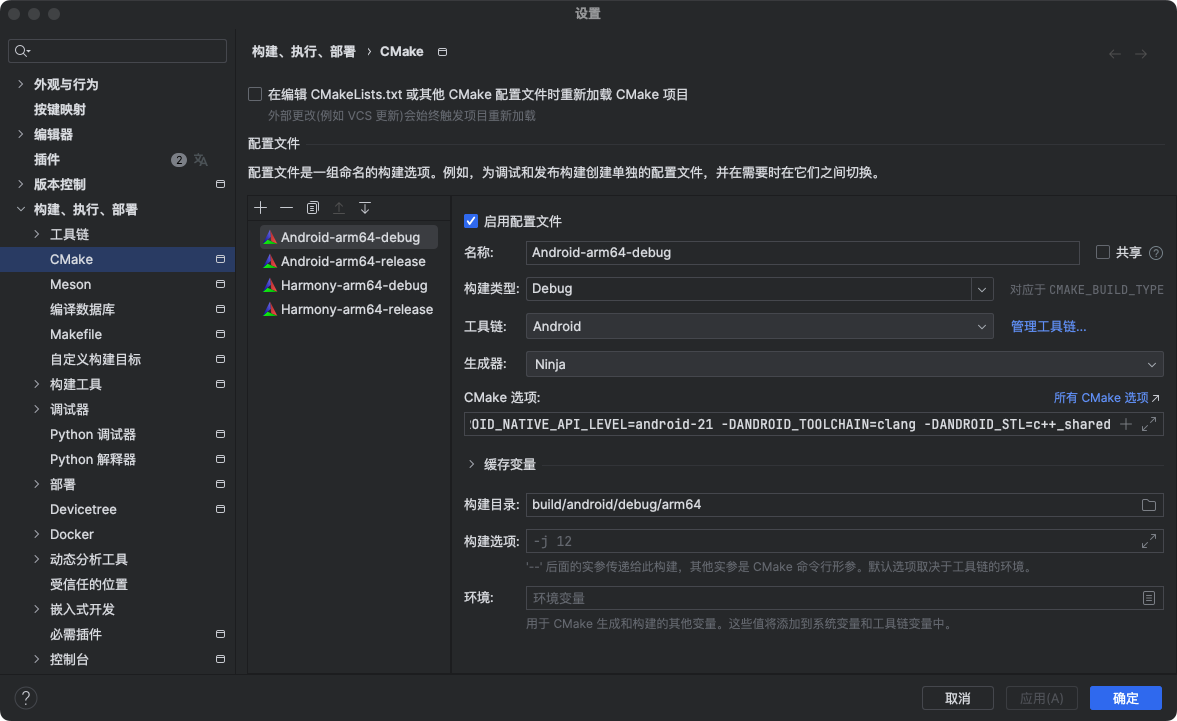 设置
构建、执行、部署 › CMake
外观与行为
按键映射
编辑器
插件 2
版本控制
构建、执行、部署
工具链
CMake
Meson
编译数据库
Makefile
自定义构建目标
构建工具
调试器
Python 调试器
Python 解释器
部署
Devicetree
Docker
动态分析工具
受信任的位置
嵌入式开发
必需插件
控制台
在编辑 CMakeLists.txt 或其他 CMake 配置文件时重新加载 CMake 项目
外部更改(例如 VCS 更新)会始终触发项目重新加载
配置文件
配置文件是一组命名的构建选项。例如，为调试和发布构建创建单独的配置文件，并在需要时在它们之间切换。
Android-arm64-debug
Android-arm64-release
Harmony-arm64-debug
Harmony-arm64-release
启用配置文件
名称: Android-arm64-debug 共享 ?
构建类型: Debug 对应于 CMAKE_BUILD_TYPE
工具链: Android 管理工具链...
生成器: Ninja
CMake 选项: 所有 CMake 选项↗
OID_NATIVE_API_LEVEL=android-21 -DANDROID_TOOLCHAIN=clang -DANDROID_STL=c++_shared
缓存变量
构建目录: build/android/debug/arm64
构建选项: -j 12
'--' 后面的实参传递给此构建，其他实参是 CMake 命令行形参。默认选项取决于工具链的环境。
环境: 环境变量
用于 CMake 生成和构建的其他变量。这些值将添加到系统变量和工具链变量中。
? 取消 应用(A) 确定